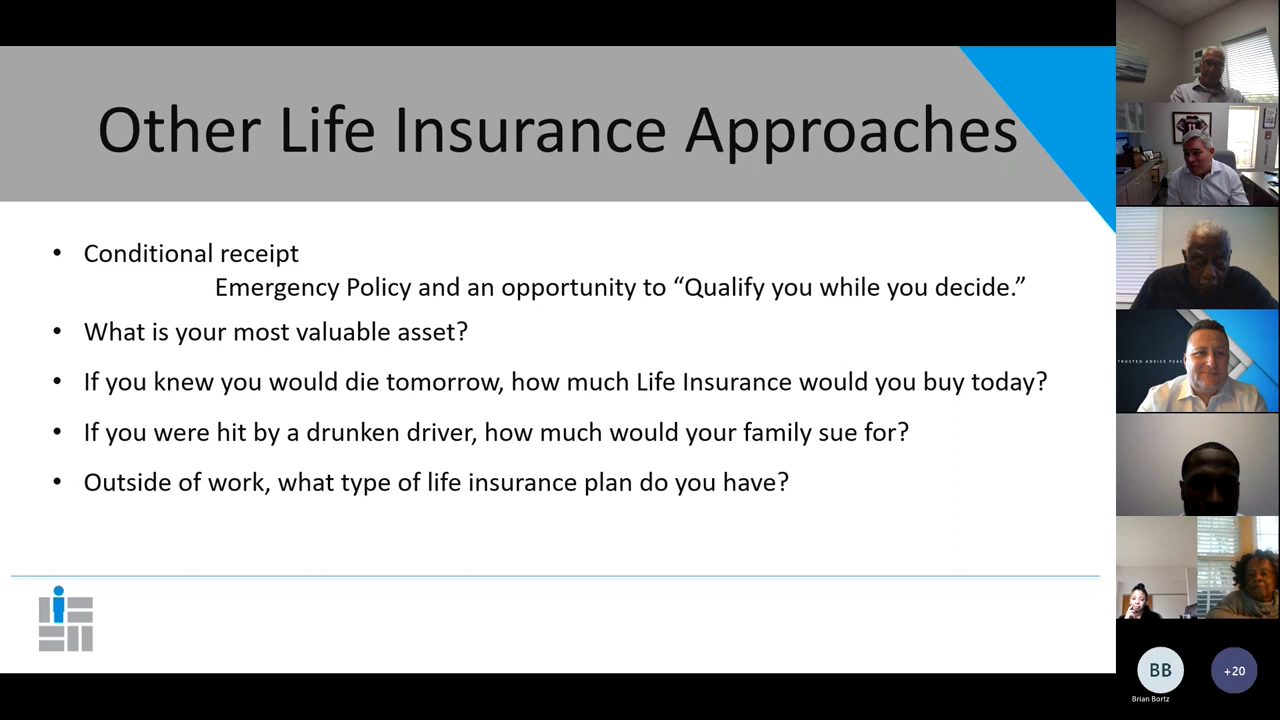 Other Life Insurance Approaches
• Conditional receipt
Emergency Policy and an opportunity to “Qualify you while you decide.”
• What is your most valuable asset?
• If you knew you would die tomorrow, how much Life Insurance would you buy today?
• If you were hit by a drunken driver, how much would your family sue for?
• Outside of work, what type of life insurance plan do you have?
TRUSTED ADVICE
BB
+20
Brian Bortz